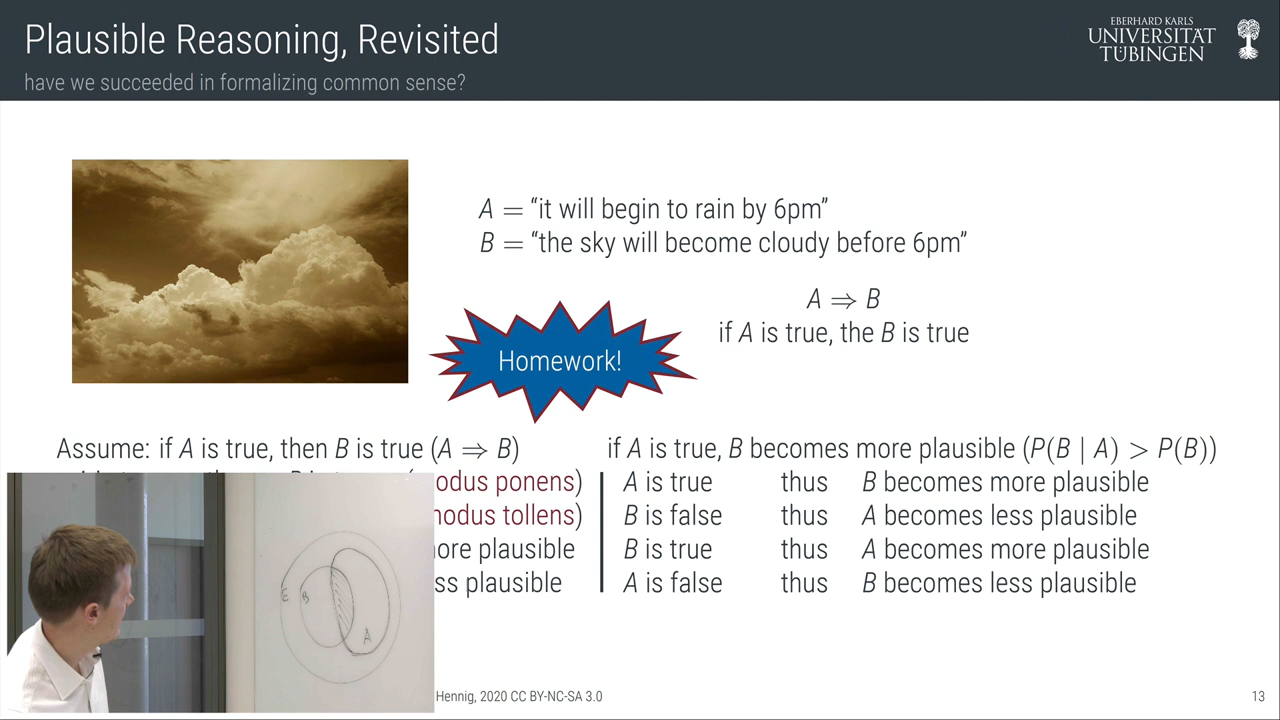 Plausible Reasoning, Revisited
have we succeeded in formalizing common sense?
EBERHARD KARLS
UNIVERSITÄT
TÜBINGEN
A = “it will begin to rain by 6pm”
B = “the sky will become cloudy before 6pm”
A ⇒ B
if A is true, the B is true
Homework!
Assume: if A is true, then B is true (A ⇒ B)
odus ponens)
odus tollens)
ore plausible
ss plausible
if A is true, B becomes more plausible (P(B | A) > P(B))
A is true thus B becomes more plausible
B is false thus A becomes less plausible
B is true thus A becomes more plausible
A is false thus B becomes less plausible
E B
A
Hennig, 2020 CC BY-NC-SA 3.0
13